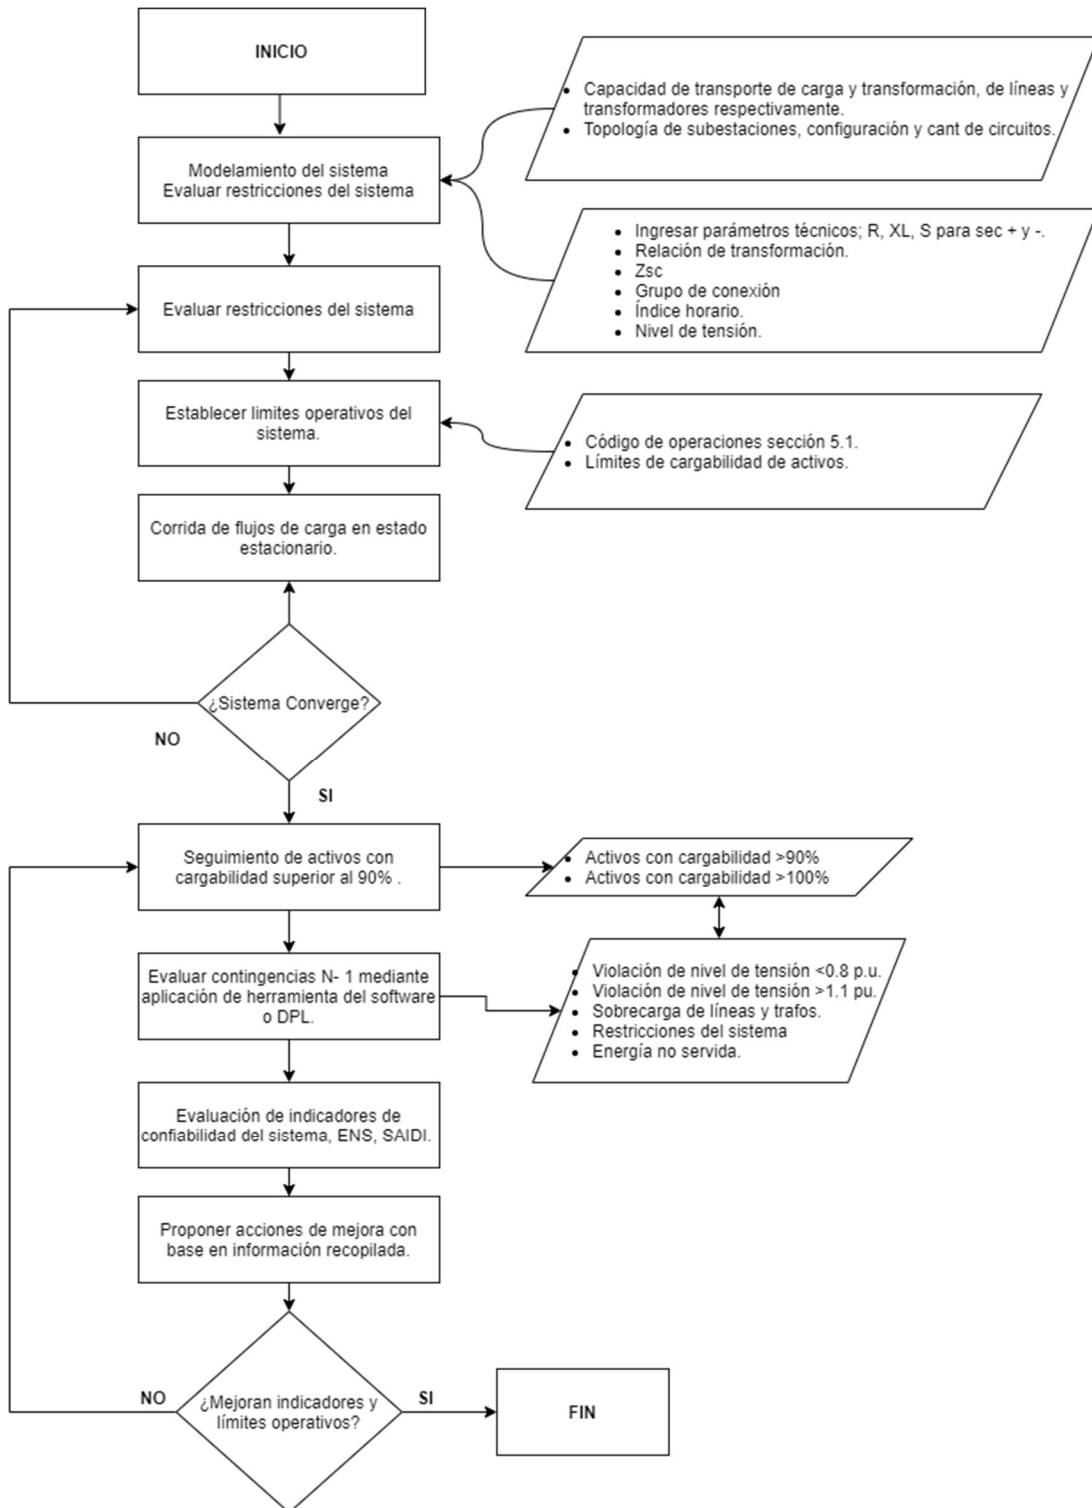 INICIO
• Capacidad de transporte de carga y transformación, de líneas y
transformadores respectivamente.
• Topología de subestaciones, configuración y cant de circuitos.
Modelamiento del sistema
Evaluar restricciones del sistema
• Ingresar parámetros técnicos; R, XL, S para sec + y -.
• Relación de transformación.
• Zsc
• Grupo de conexión
• Índice horario.
• Nivel de tensión.
Evaluar restricciones del sistema
Establecer limites operativos del
sistema.
• Código de operaciones sección 5.1.
• Límites de cargabilidad de activos.
Corrida de flujos de carga en estado
estacionario.
¿Sistema Converge?
NO
SI
Seguimiento de activos con
cargabilidad superior al 90% .
• Activos con cargabilidad >90%
• Activos con cargabilidad >100%
Evaluar contingencias N- 1 mediante
aplicación de herramienta del software
o DPL.
• Violación de nivel de tensión <0.8 p.u.
• Violación de nivel de tensión >1.1 pu.
• Sobrecarga de líneas y trafos.
• Restricciones del sistema
• Energía no servida.
Evaluación de indicadores de
confiabilidad del sistema, ENS, SAIDI.
Proponer acciones de mejora con
base en información recopilada.
NO
¿Mejoran indicadores y
límites operativos?
SI
FIN